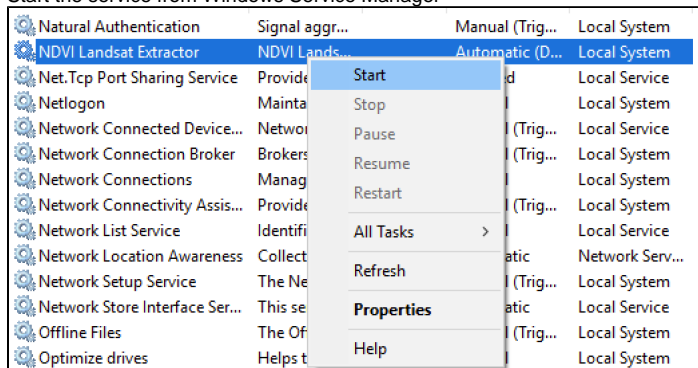 Start the service from Windows Service Manager
Natural Authentication Signal aggr... Manual (Trig... Local System
NDVI Landsat Extractor NDVI Lands... Automatic (D... Local System
Net.Tcp Port Sharing Service Provide Start d Local Service
Netlogon Mainta Stop l Local System
Network Connected Device... Networ Pause l (Trig... Local Service
Network Connection Broker Brokers Resume l (Trig... Local System
Network Connections Manag Restart l Local System
Network Connectivity Assis... Provide l (Trig... Local System
Network List Service Identifi All Tasks > l Local Service
Network Location Awareness Collect Refresh atic Network Serv...
Network Setup Service The Ne l (Trig... Local System
Network Store Interface Ser... This se Properties atic Local Service
Offline Files The Of l (Trig... Local System
Optimize drives Helps t Help l Local System